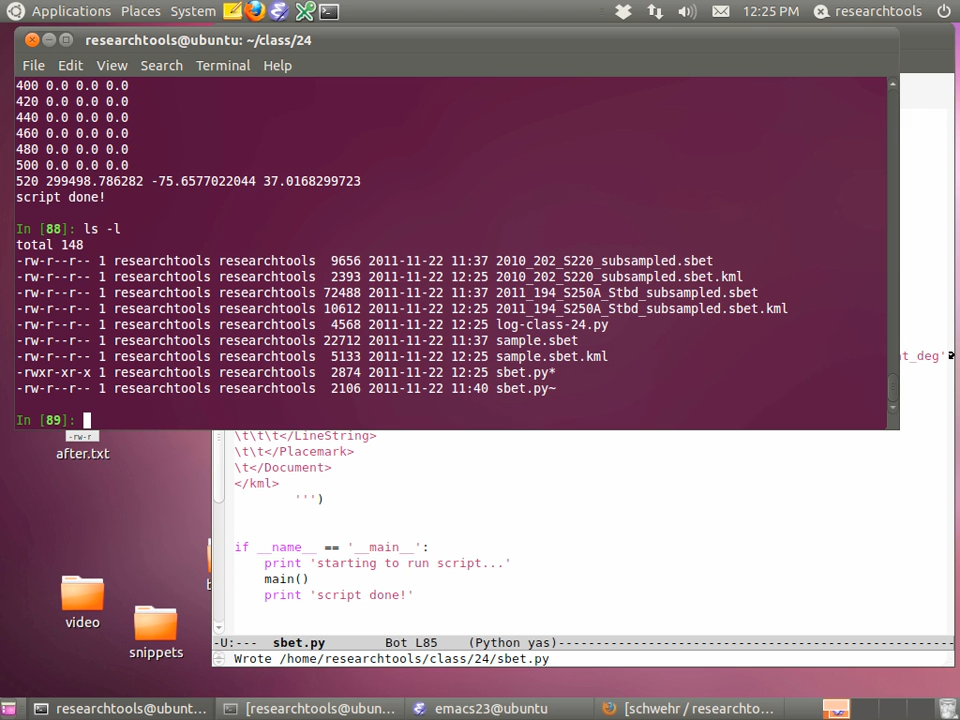 Applications Places System 12:25 PM researchtools
researchtools@ubuntu: ~/class/24
File Edit View Search Terminal Help
400 0.0 0.0 0.0
420 0.0 0.0 0.0
440 0.0 0.0 0.0
460 0.0 0.0 0.0
480 0.0 0.0 0.0
500 0.0 0.0 0.0
520 299498.786282 -75.6577022044 37.0168299723
script done!
In [88]: ls -l
total 148
-rw-r--r-- 1 researchtools researchtools 9656 2011-11-22 11:37 2010_202_S220_subsampled.sbet
-rw-r--r-- 1 researchtools researchtools 2393 2011-11-22 12:25 2010_202_S220_subsampled.sbet.kml
-rw-r--r-- 1 researchtools researchtools 72488 2011-11-22 11:37 2011_194_S250A_Stbd_subsampled.sbet
-rw-r--r-- 1 researchtools researchtools 10612 2011-11-22 12:25 2011_194_S250A_Stbd_subsampled.sbet.kml
-rw-r--r-- 1 researchtools researchtools 4568 2011-11-22 12:25 log-class-24.py
-rw-r--r-- 1 researchtools researchtools 22712 2011-11-22 11:37 sample.sbet
-rw-r--r-- 1 researchtools researchtools 5133 2011-11-22 12:25 sample.sbet.kml
-rwxr-xr-x 1 researchtools researchtools 2874 2011-11-22 12:25 sbet.py*
-rw-r--r-- 1 researchtools researchtools 2106 2011-11-22 11:40 sbet.py~
In [89]:
nt_deg'
-rw-r
after.txt
\t\t\t</LineString>
\t\t</Placemark>
\t</Document>
</kml>
''')
if __name__ == '__main__':
print 'starting to run script...'
main()
print 'script done!'
b
video
snippets
-U:--- sbet.py Bot L85 (Python yas)--------------------------------------------------
Wrote /home/researchtools/class/24/sbet.py
researchtools@ubunt... [researchtools@ubun... emacs23@ubuntu [schwehr / researchto...